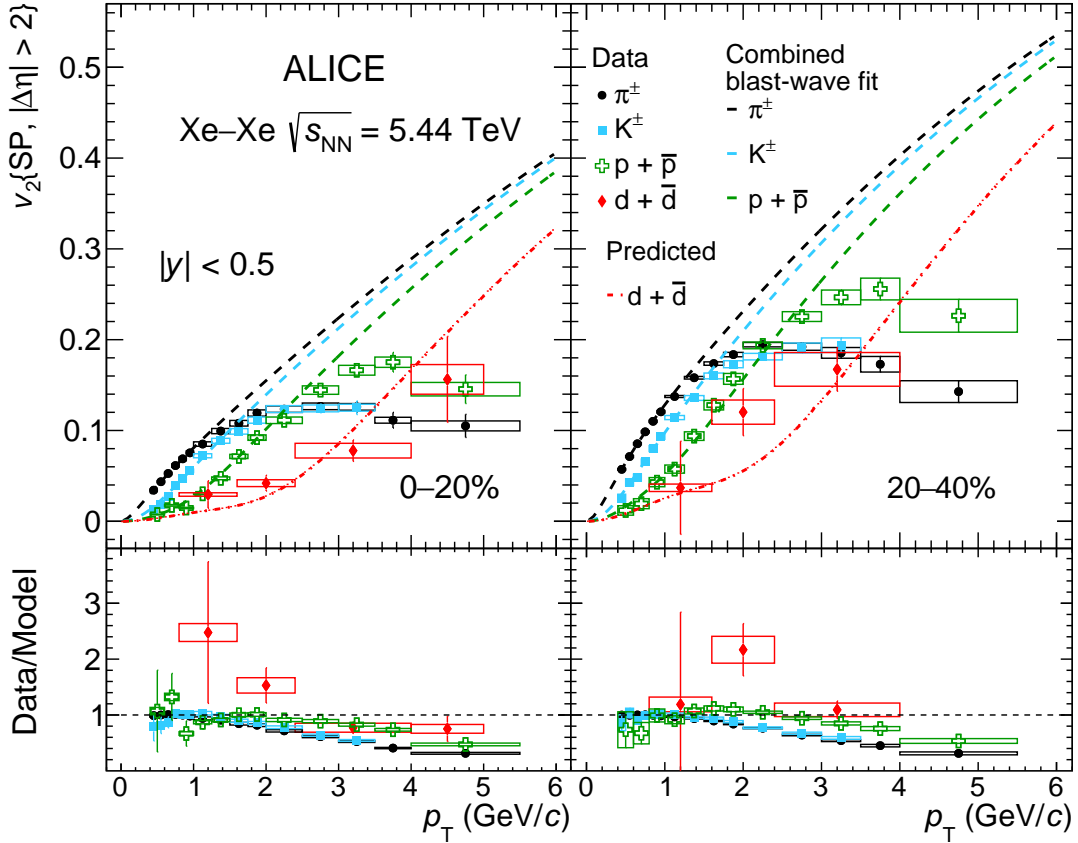 v₂{SP, |Δη| > 2}
0.5
0.4
0.3
0.2
0.1
0
ALICE
Xe–Xe √sNN = 5.44 TeV
|y| < 0.5
0–20%
Data
π±
K±
p + p̅
d + d̅
Combined
blast-wave fit
π±
K±
p + p̅
Predicted
d + d̅
20–40%
Data/Model
3
2
1
0 1 2 3 4 5 6
pT (GeV/c)
0 1 2 3 4 5 6
pT (GeV/c)